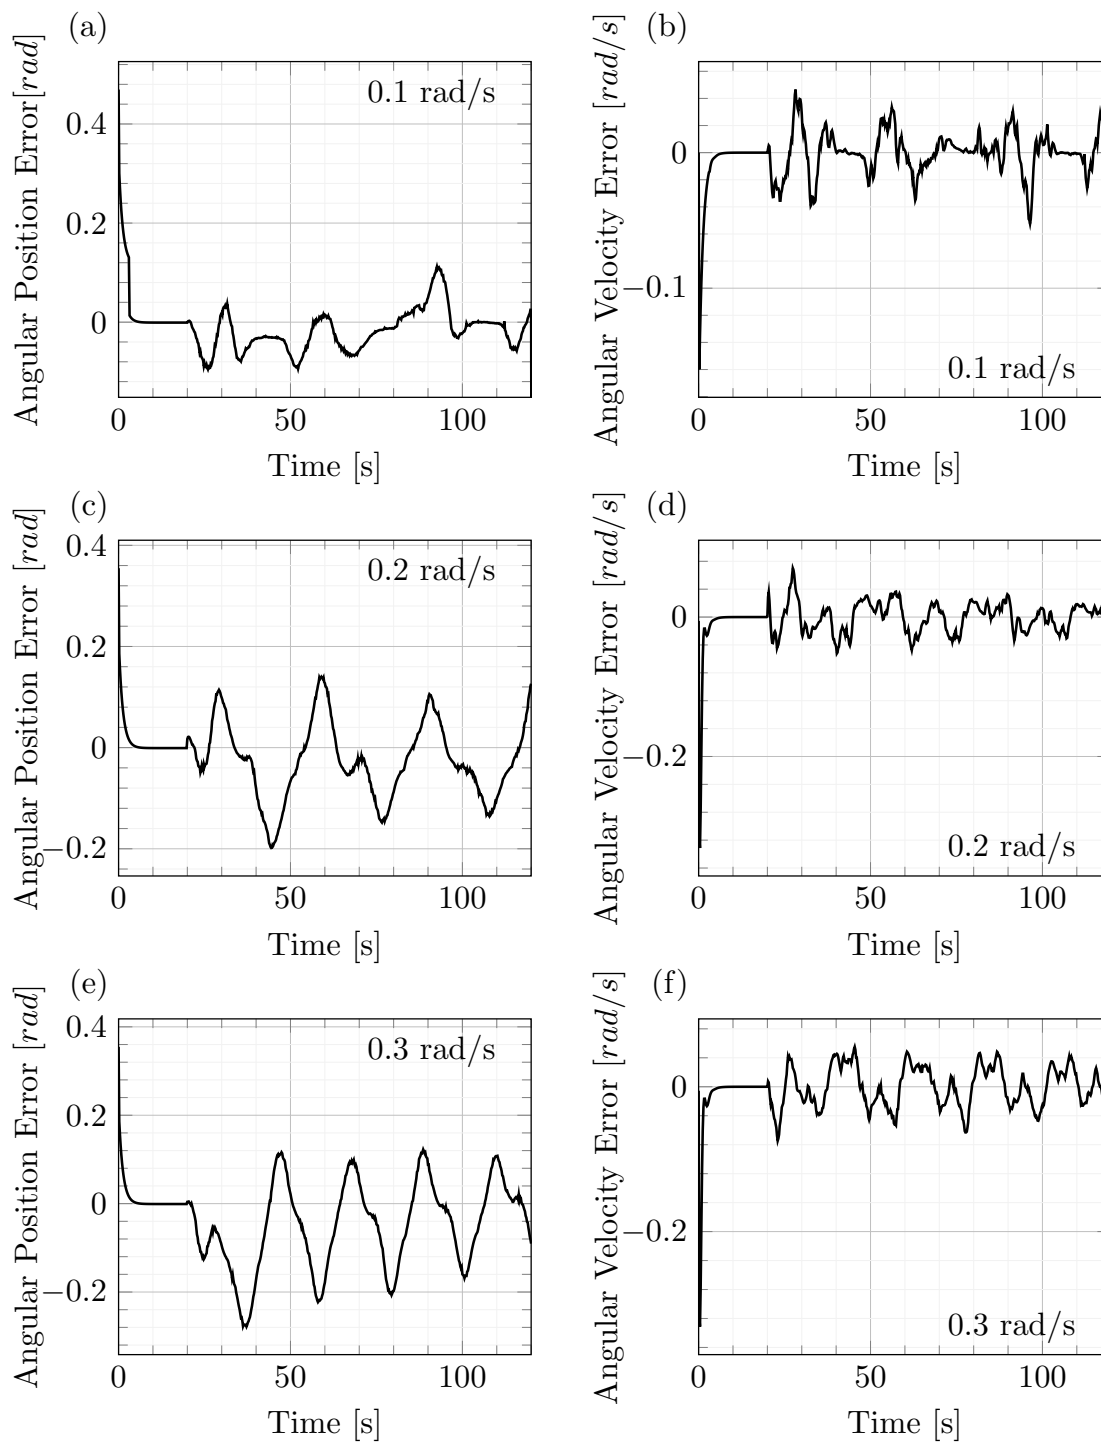 (a)
Angular Position Error[rad]
0.1 rad/s
0.4
0.2
0
0
50
100
Time [s]
(b)
Angular Velocity Error [rad/s]
0
−0.1
0.1 rad/s
0
50
100
Time [s]
(c)
Angular Position Error [rad]
0.2 rad/s
0.4
0.2
0
−0.2
0
50
100
Time [s]
(d)
Angular Velocity Error [rad/s]
0
−0.2
0.2 rad/s
0
50
100
Time [s]
(e)
Angular Position Error [rad]
0.3 rad/s
0.4
0.2
0
−0.2
0
50
100
Time [s]
(f)
Angular Velocity Error [rad/s]
0
−0.2
0.3 rad/s
0
50
100
Time [s]